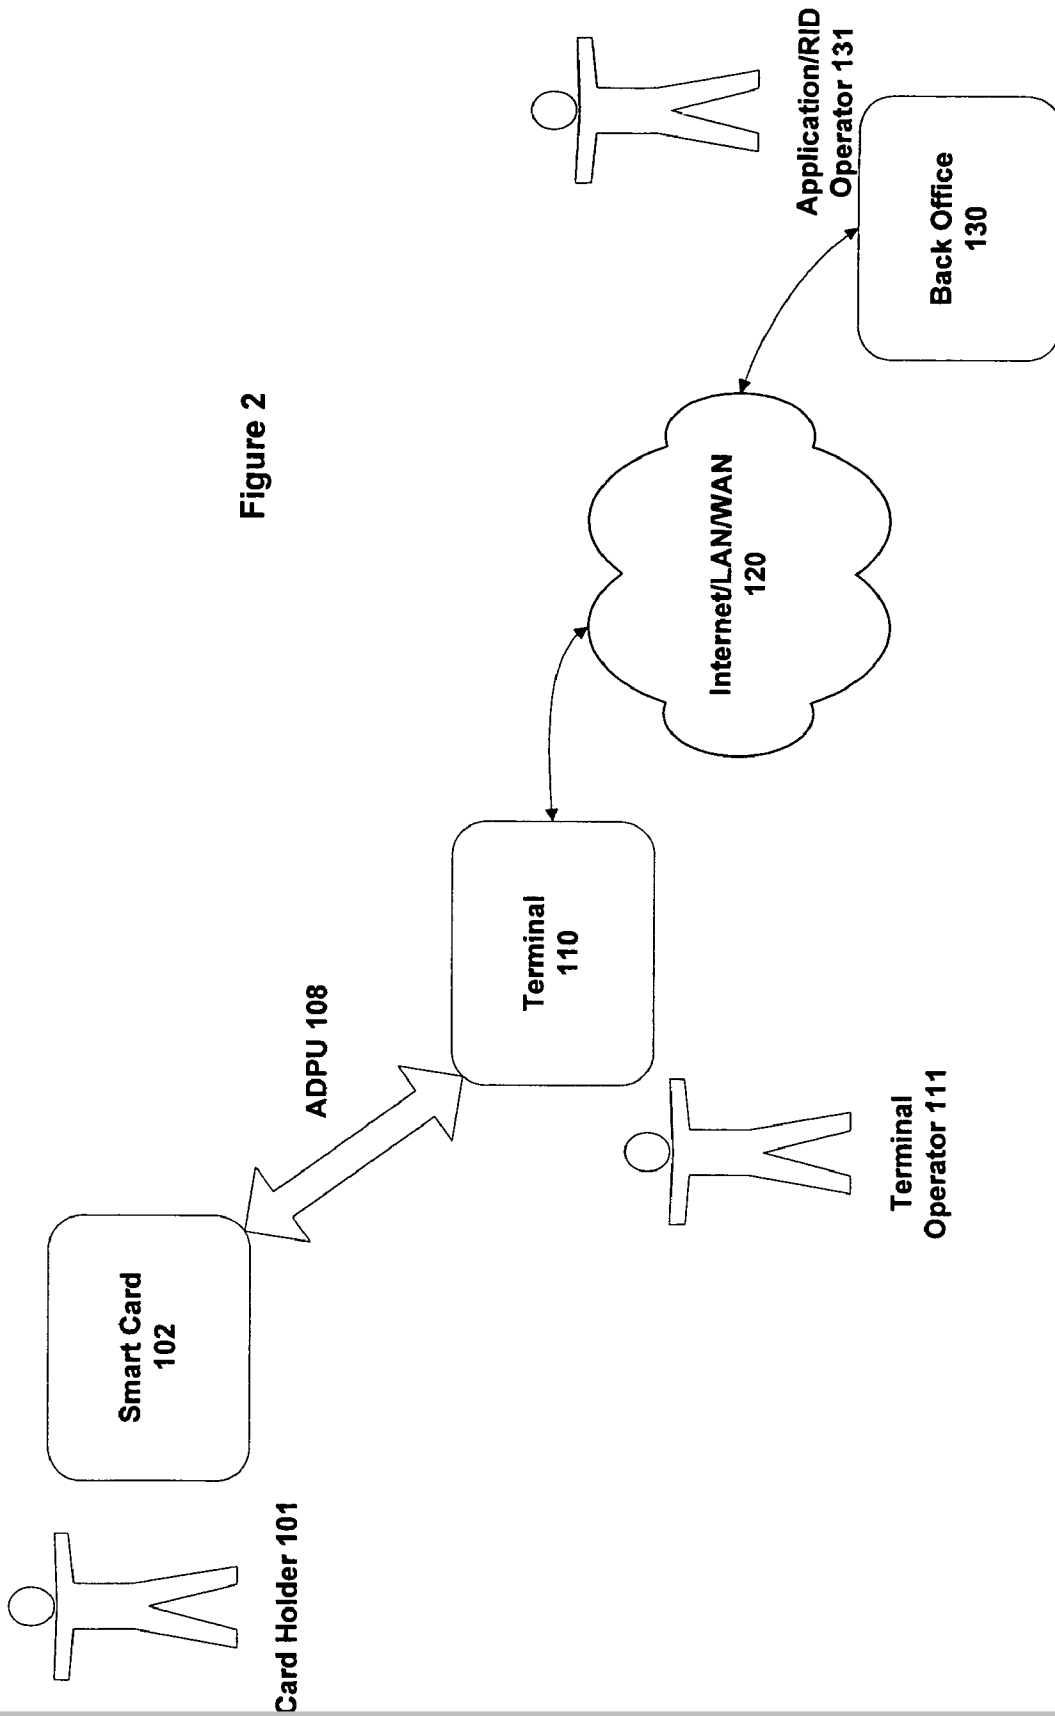 Figure 2
Card Holder 101
Smart Card
102
ADPU 108
Terminal
110
Terminal
Operator 111
Internet/LAN/WAN
120
Application/RID
Operator 131
Back Office
130